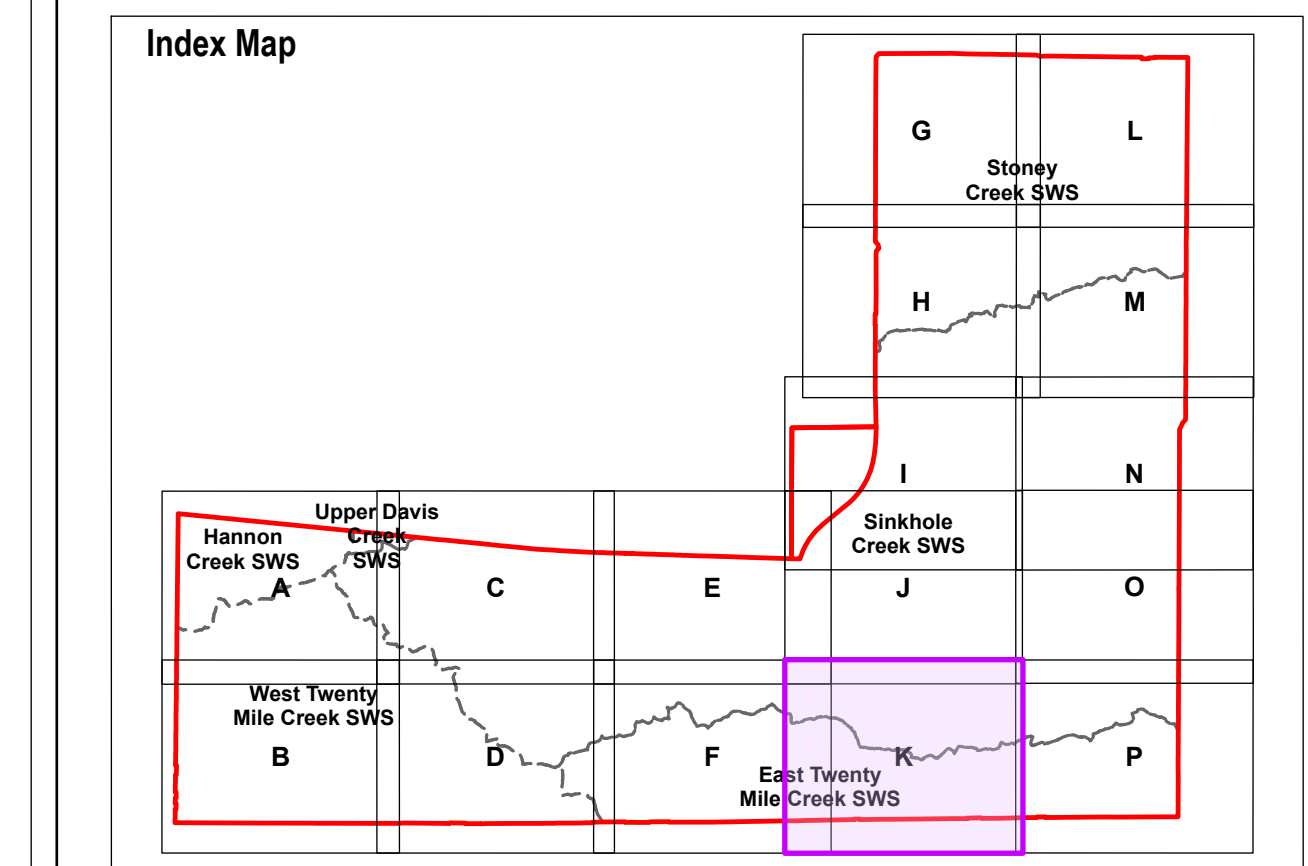 Index Map
G
L
Stoney
Creek SWS
H
M
I
N
Sinkhole
Creek SWS
Upper Davis
Creek
SWS
Hannon
Creek SWS
A
C
E
J
O
West Twenty
Mile Creek SWS
B
D
F
K
P
East Twenty
Mile Creek SWS